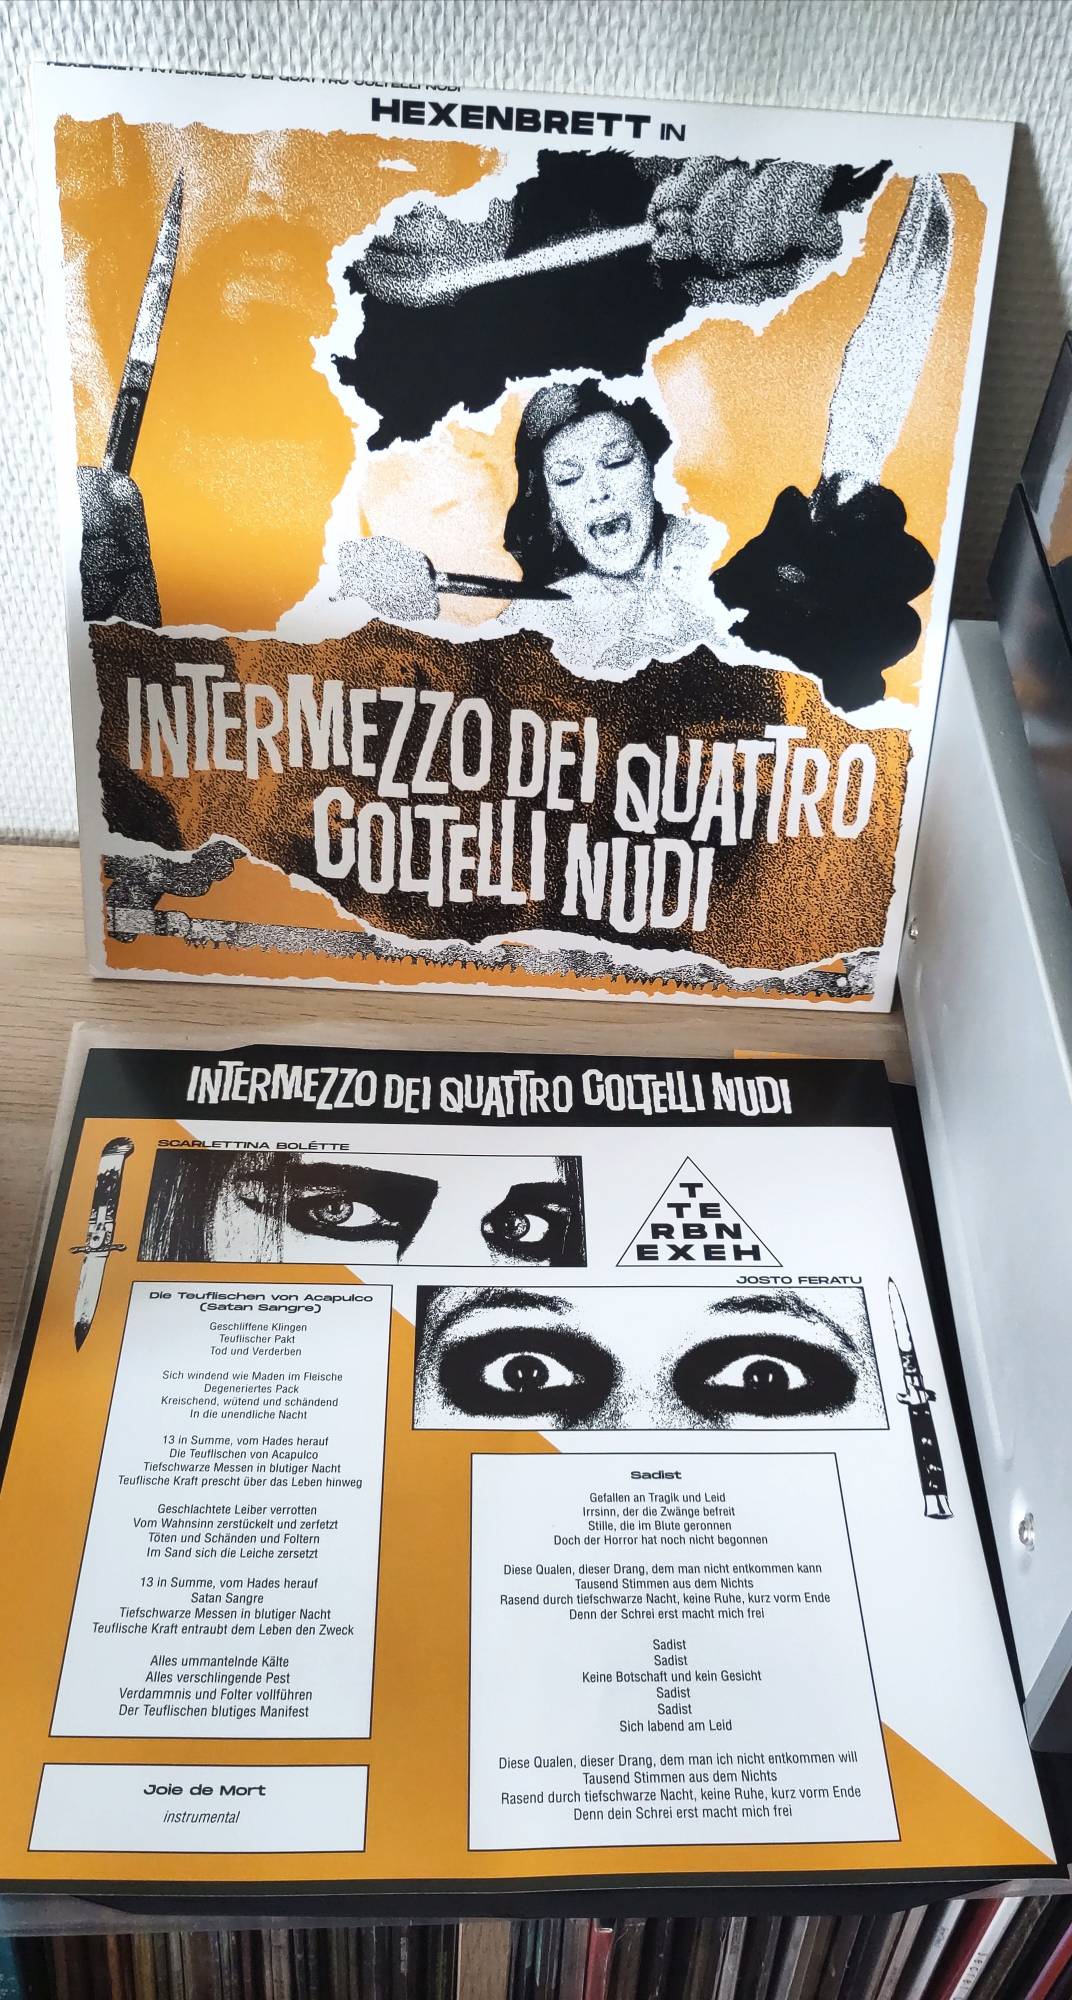 HEXENBRETT INTERMEZZO DEI QUATTRO COLTELLI NUDI
HEXENBRETT IN
INTERMEZZO DEI QUATTRO
COLTELLI NUDI
INTERMEZZO DEI QUATTRO COLTELLI NUDI
SCARLETTINA BOLÉTTE
T
TE
RBN
EXEH
JOSTO FERATU
Die Teuflischen von Acapulco
(Satan Sangre)
Geschliffene Klingen
Teuflischer Pakt
Tod und Verderben
Sich windend wie Maden im Fleische
Degeneriertes Pack
Kreischend, wütend und schändend
In die unendliche Nacht
13 in Summe, vom Hades herauf
Die Teuflischen von Acapulco
Tiefschwarze Messen in blutiger Nacht
Teuflische Kraft prescht über das Leben hinweg
Geschlachtete Leiber verrotten
Vom Wahnsinn zerstückelt und zerfetzt
Töten und Schänden und Foltern
Im Sand sich die Leiche zersetzt
13 in Summe, vom Hades herauf
Satan Sangre
Tiefschwarze Messen in blutiger Nacht
Teuflische Kraft entraubt dem Leben den Zweck
Alles ummantelnde Kälte
Alles verschlingende Pest
Verdammnis und Folter vollführen
Der Teuflischen blutiges Manifest
Joie de Mort
instrumental
Sadist
Gefallen an Tragik und Leid
Irrsinn, der die Zwänge befreit
Stille, die im Blute geronnen
Doch der Horror hat noch nicht begonnen
Diese Qualen, dieser Drang, dem man nicht entkommen kann
Tausend Stimmen aus dem Nichts
Rasend durch tiefschwarze Nacht, keine Ruhe, kurz vorm Ende
Denn der Schrei erst macht mich frei
Sadist
Sadist
Keine Botschaft und kein Gesicht
Sadist
Sadist
Sich labend am Leid
Diese Qualen, dieser Drang, dem man ich nicht entkommen will
Tausend Stimmen aus dem Nichts
Rasend durch tiefschwarze Nacht, keine Ruhe, kurz vorm Ende
Denn dein Schrei erst macht mich frei